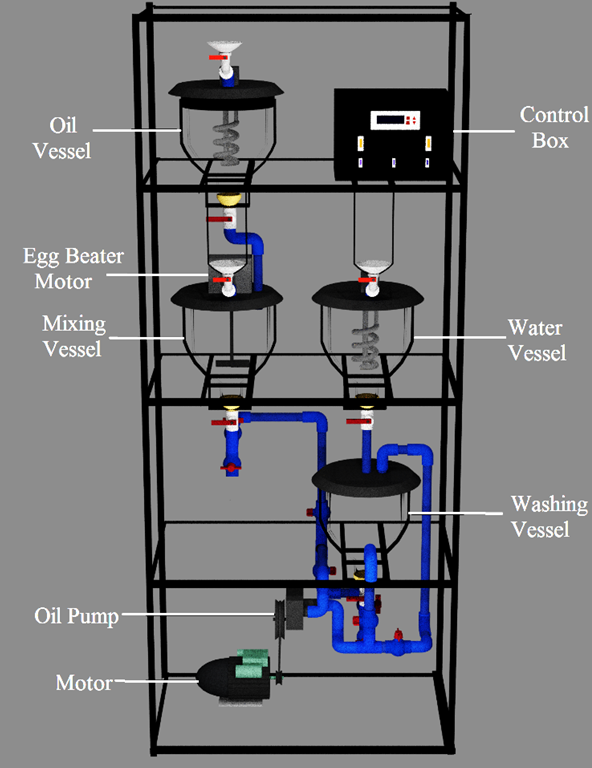 Oil
Vessel
Control
Box
Egg Beater
Motor
Mixing
Vessel
Water
Vessel
Washing
Vessel
Oil Pump
Motor